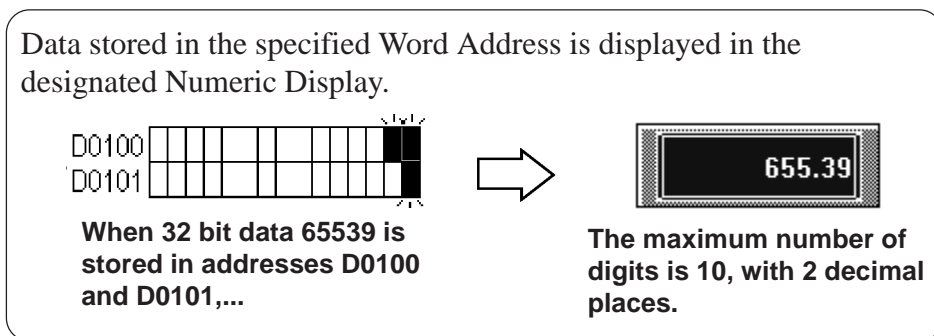 Data stored in the specified Word Address is displayed in the
designated Numeric Display.
D0100
D0101
655.39
When 32 bit data 65539 is
stored in addresses D0100
and D0101,...
The maximum number of
digits is 10, with 2 decimal
places.